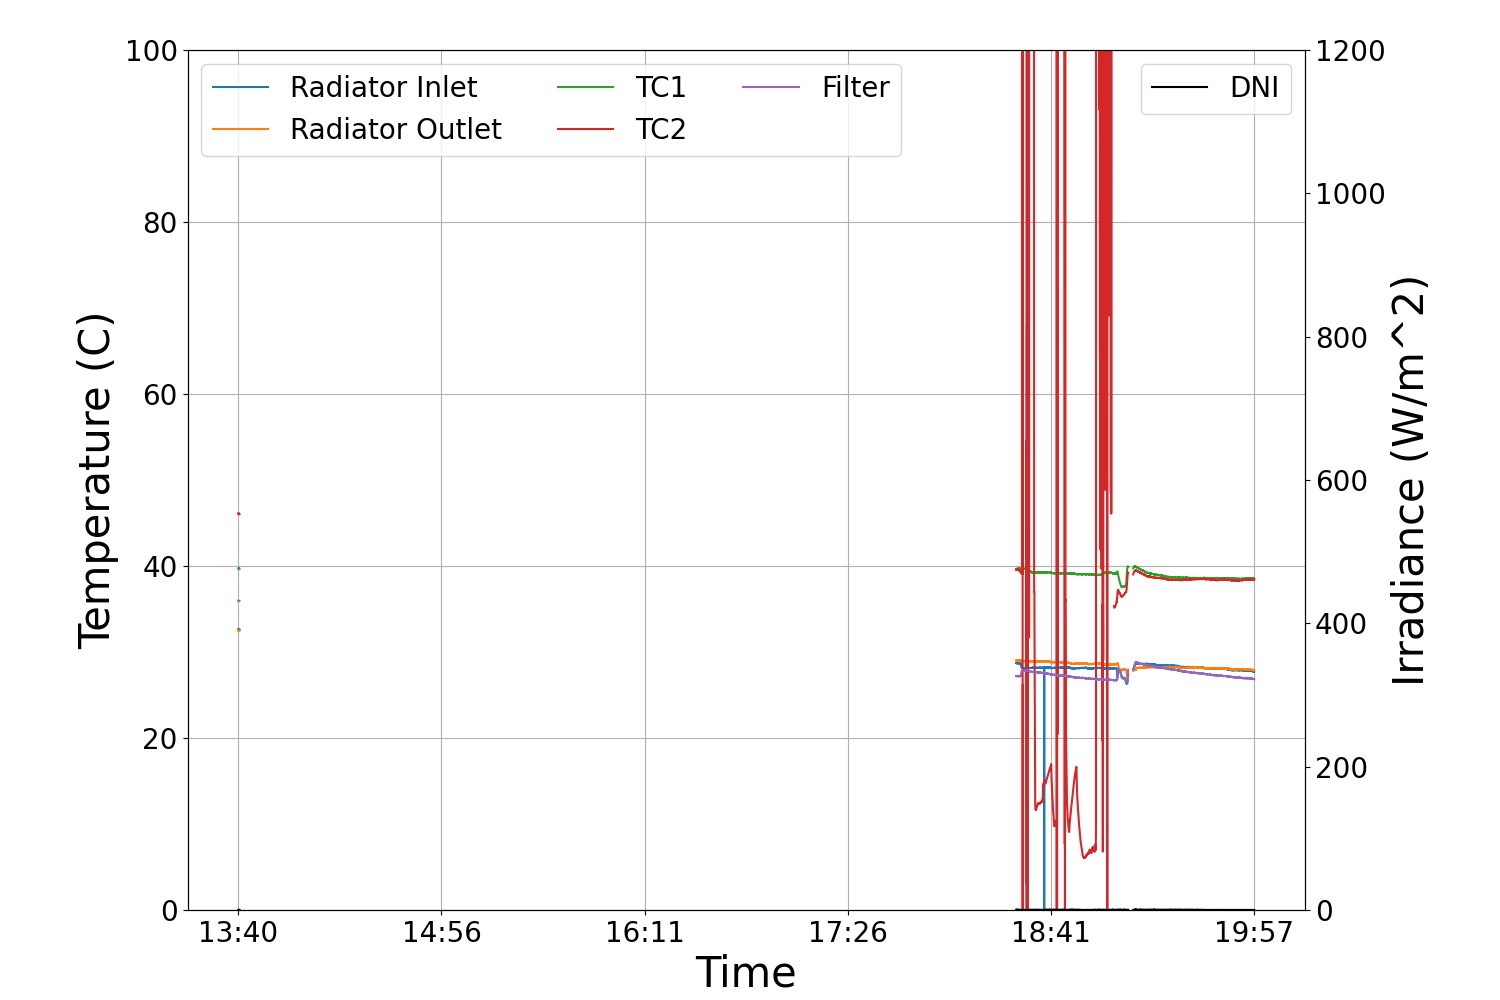 100
80
60
40
20
0
Temperature (C)
Radiator Inlet
Radiator Outlet
TC1
TC2
Filter
DNI
1200
1000
800
600
400
200
0
Irradiance (W/m^2)
13:40 14:56 16:11 17:26 18:41 19:57
Time